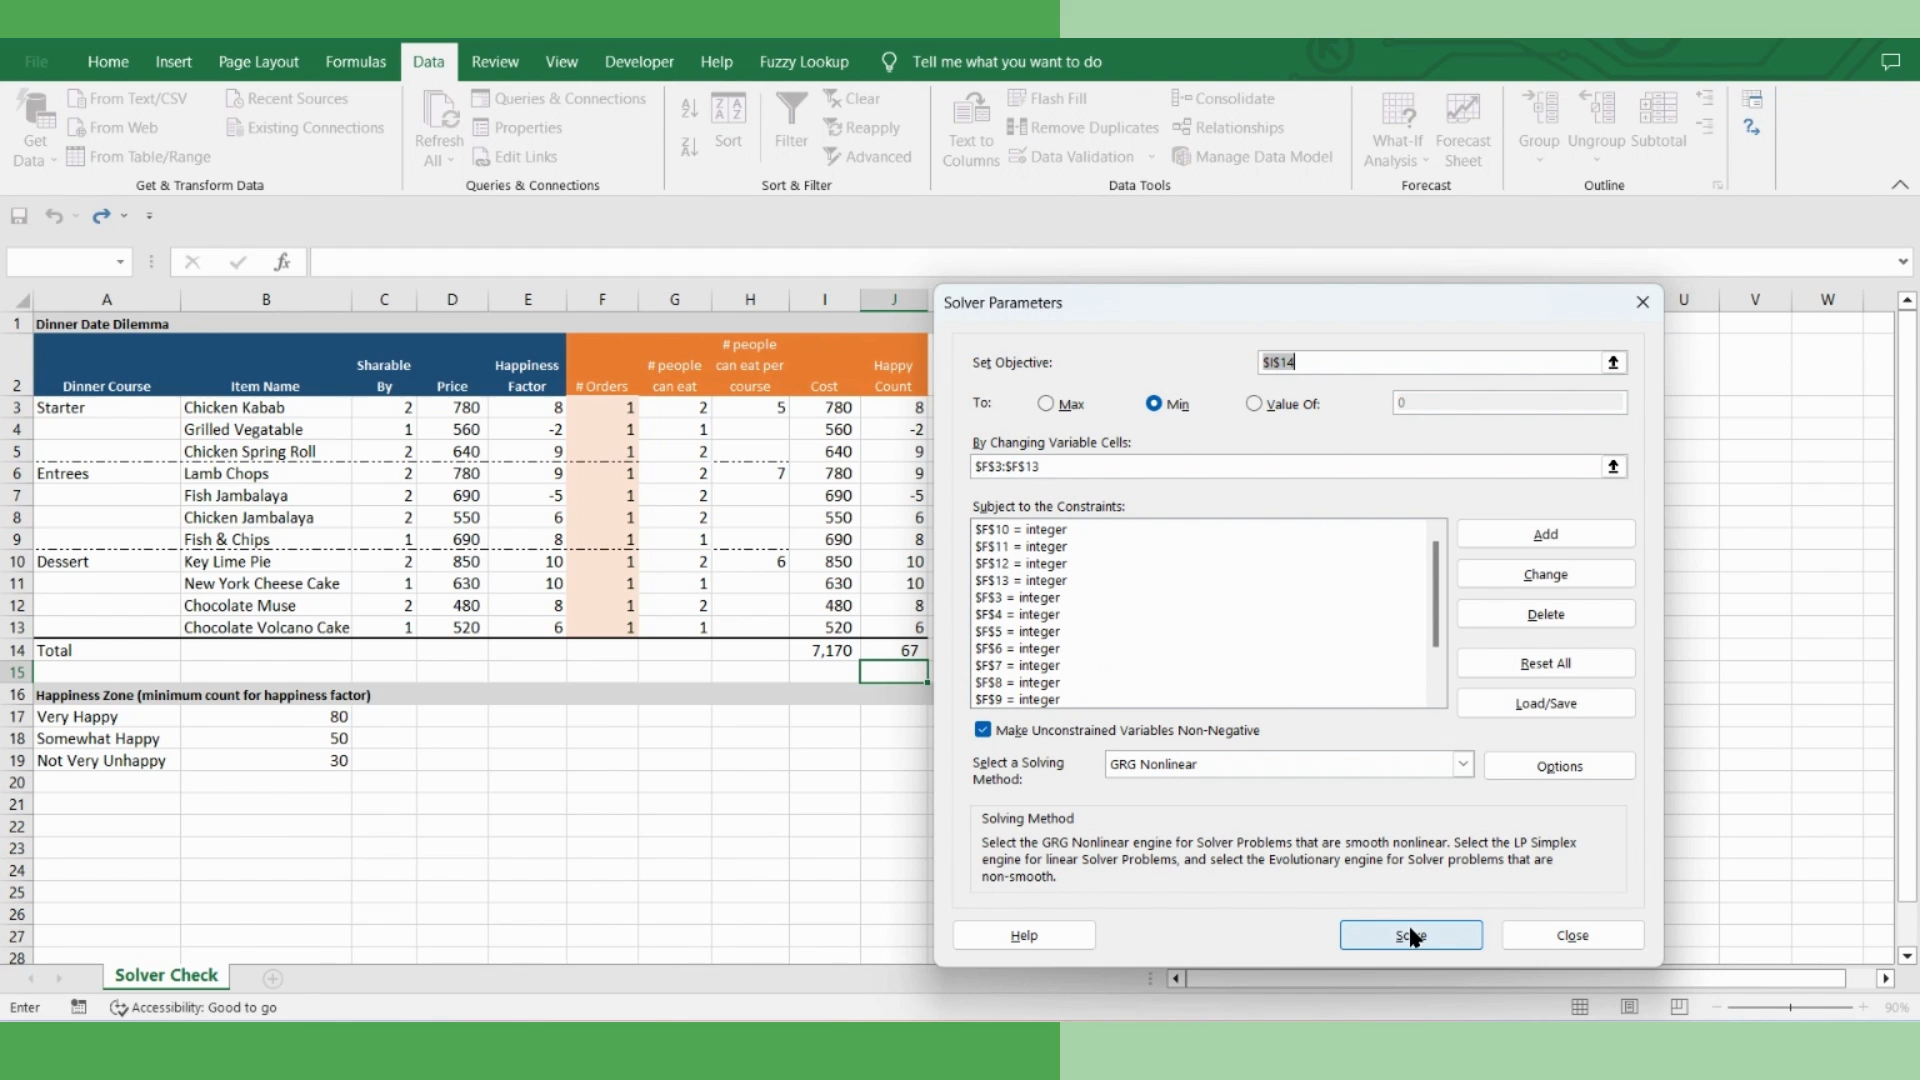 File Home Insert Page Layout Formulas Data Review View Developer Help Fuzzy Lookup Tell me what you want to do
Get Data
From Text/CSV
From Web
From Table/Range
Recent Sources
Existing Connections
Get & Transform Data
Refresh All
Queries & Connections
Properties
Edit Links
Queries & Connections
Sort
Filter
Clear
Reapply
Advanced
Sort & Filter
Text to Columns
Flash Fill
Remove Duplicates
Data Validation
Consolidate
Relationships
Manage Data Model
Data Tools
What-If Analysis
Forecast Sheet
Forecast
Group Ungroup Subtotal
Outline
fx
A B C D E F G H I J U V W
1 Dinner Date Dilemma
2 Dinner Course Item Name Sharable By Price Happiness Factor # Orders # people can eat # people can eat per course Cost Happy Count
3 Starter Chicken Kabab 2 780 8 1 2 5 780 8
4 Grilled Vegatable 1 560 -2 1 1 560 -2
5 Chicken Spring Roll 2 640 9 1 2 640 9
6 Entrees Lamb Chops 2 780 9 1 2 7 780 9
7 Fish Jambalaya 2 690 -5 1 2 690 -5
8 Chicken Jambalaya 2 550 6 1 2 550 6
9 Fish & Chips 1 690 8 1 1 690 8
10 Dessert Key Lime Pie 2 850 10 1 2 6 850 10
11 New York Cheese Cake 1 630 10 1 1 630 10
12 Chocolate Muse 2 480 8 1 2 480 8
13 Chocolate Volcano Cake 1 520 6 1 1 520 6
14 Total 7,170 67
15
16 Happiness Zone (minimum count for happiness factor)
17 Very Happy 80
18 Somewhat Happy 50
19 Not Very Unhappy 30
20
21
22
23
24
25
26
27
28
Solver Parameters
Set Objective: $I$14
To: Max Min Value Of: 0
By Changing Variable Cells:
$F$3:$F$13
Subject to the Constraints:
$F$10 = integer
$F$11 = integer
$F$12 = integer
$F$13 = integer
$F$3 = integer
$F$4 = integer
$F$5 = integer
$F$6 = integer
$F$7 = integer
$F$8 = integer
$F$9 = integer
Add
Change
Delete
Reset All
Load/Save
Make Unconstrained Variables Non-Negative
Select a Solving Method: GRG Nonlinear Options
Solving Method
Select the GRG Nonlinear engine for Solver Problems that are smooth nonlinear. Select the LP Simplex
engine for linear Solver Problems, and select the Evolutionary engine for Solver problems that are
non-smooth.
Help Solve Close
Solver Check
Enter Accessibility: Good to go 90%